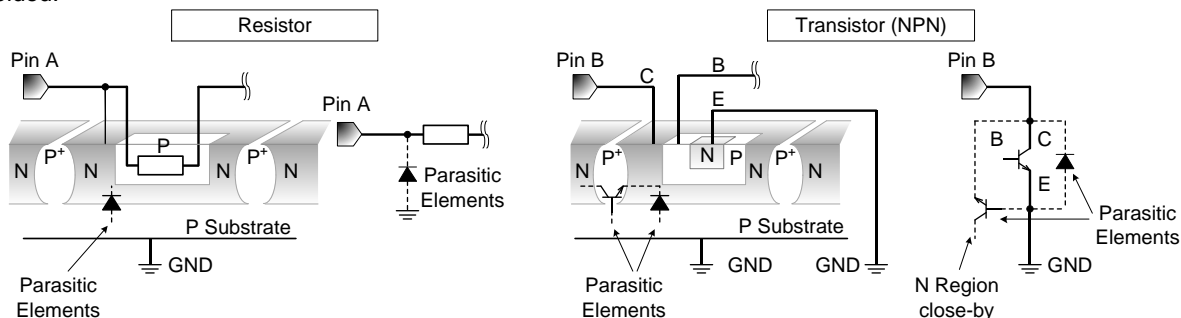 Resistor
Transistor (NPN)
Pin A
Pin A
N P⁺ N P P⁺ N N
Parasitic
Elements
P Substrate
GND
Parasitic
Elements
Pin B
C
B
E
N P⁺ N N P P⁺ N N
P Substrate
GND
GND
Parasitic
Elements
Pin B
B
C
E
Parasitic
Elements
GND
N Region
close-by